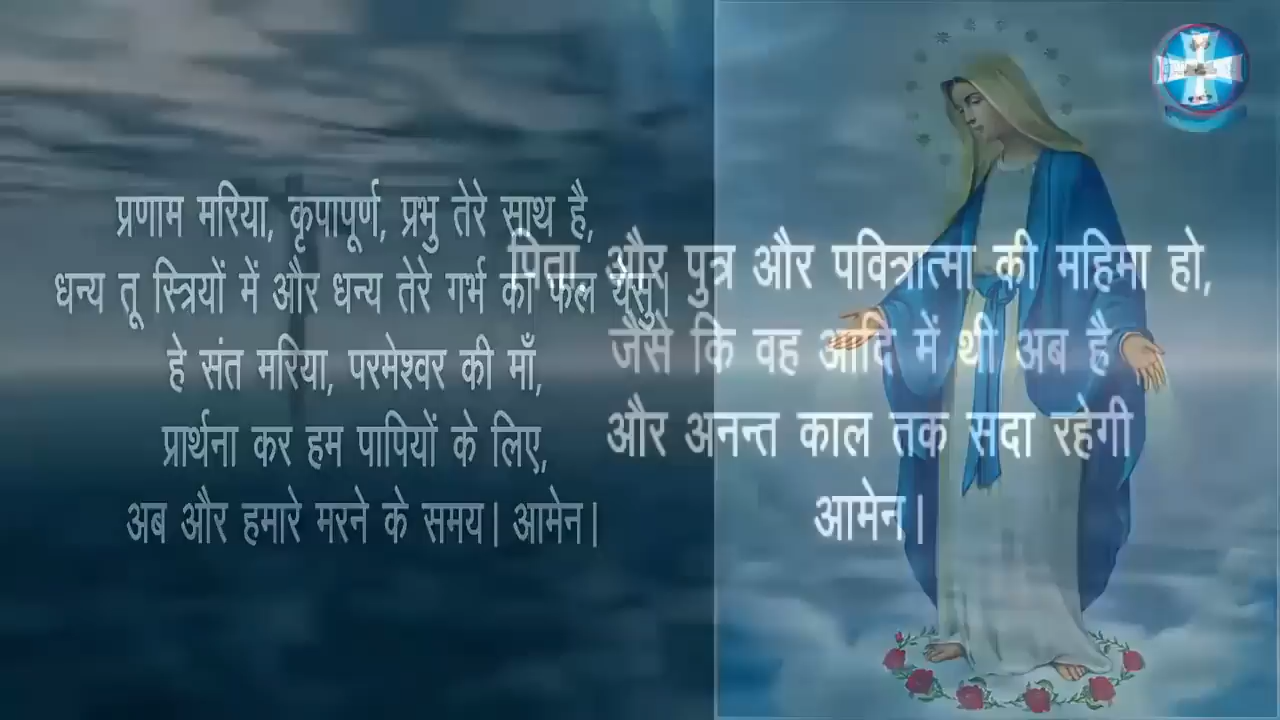 प्रणाम मरिया, कृपापूर्ण, प्रभु तेरे साथ है,
धन्य तू स्त्रियों में और धन्य तेरे गर्भ का फल येसु|
हे संत मरिया, परमेश्वर की माँ,
प्रार्थना कर हम पापियों के लिए,
अब और हमारे मरने के समय| आमेन|
पिता, और पुत्र और पवित्रात्मा की महिमा हो,
जैसे कि वह आदि में थी अब है
और अनन्त काल तक सदा रहेगी
आमेन|